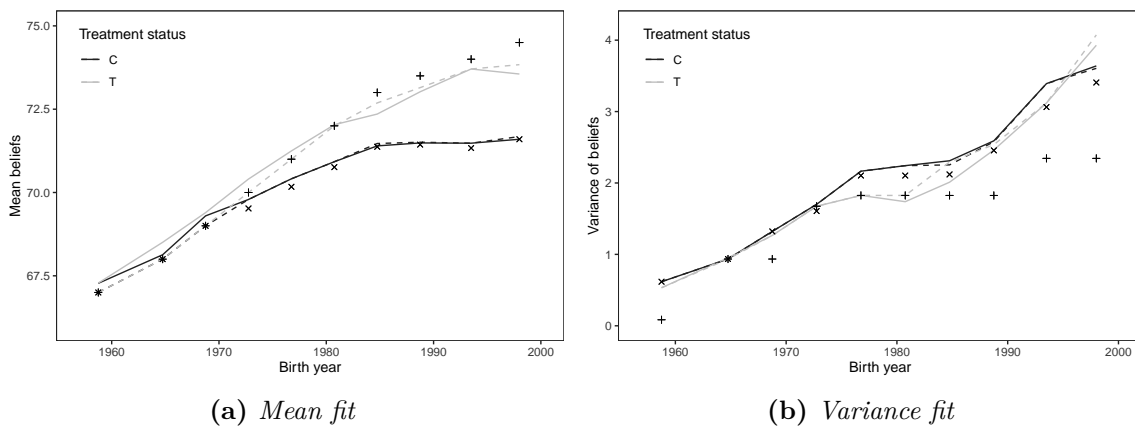 Treatment status
C
T
75.0
72.5
70.0
67.5
Mean beliefs
1960 1970 1980 1990 2000
Birth year
(a) Mean fit
Treatment status
C
T
4
3
2
1
0
Variance of beliefs
1960 1970 1980 1990 2000
Birth year
(b) Variance fit